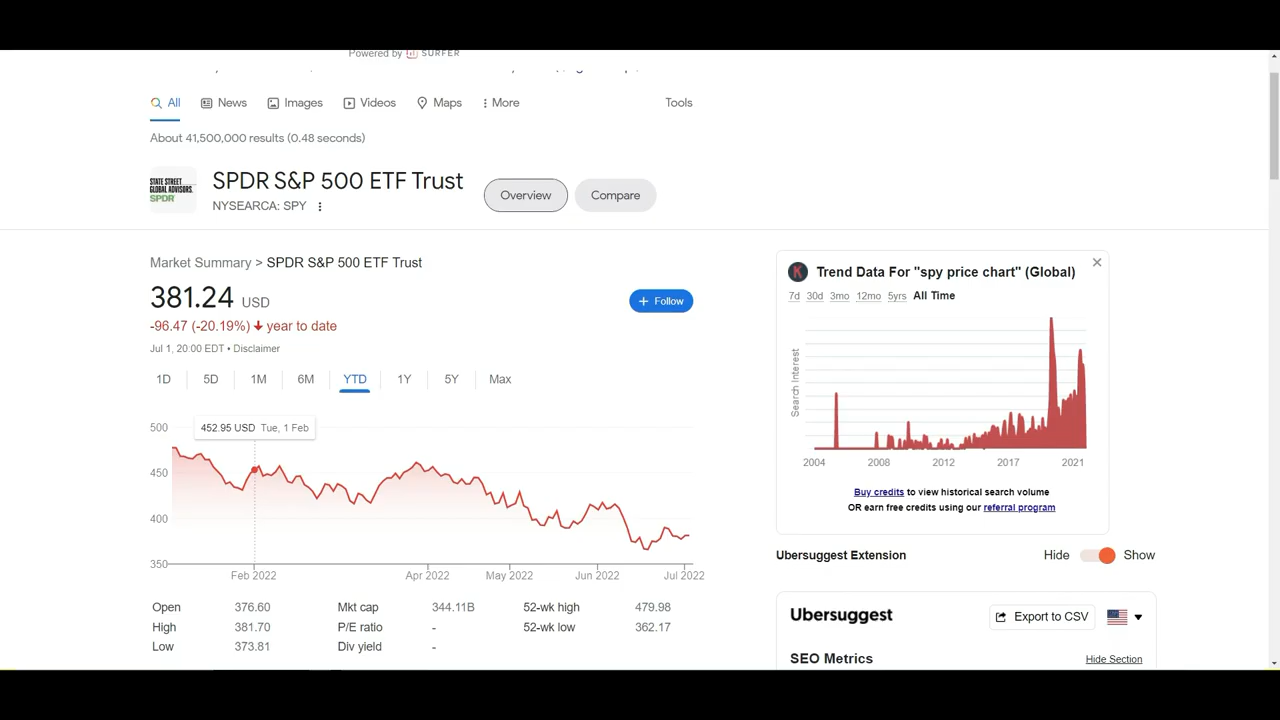 Powered by SURFER
All News Images Videos Maps More Tools
About 41,500,000 results (0.48 seconds)
STATE STREET
GLOBAL ADVISORS
SPDR
SPDR S&P 500 ETF Trust
NYSEARCA: SPY
Overview Compare
Market Summary > SPDR S&P 500 ETF Trust
381.24 USD
+ Follow
-96.47 (-20.19%) year to date
Jul 1, 20:00 EDT • Disclaimer
1D 5D 1M 6M YTD 1Y 5Y Max
452.95 USD Tue, 1 Feb
500
450
400
350
Feb 2022 Apr 2022 May 2022 Jun 2022 Jul 2022
Open 376.60 Mkt cap 344.11B 52-wk high 479.98
High 381.70 P/E ratio - 52-wk low 362.17
Low 373.81 Div yield -
K
Trend Data For "spy price chart" (Global)
7d 30d 3mo 12mo 5yrs All Time
Search Interest
2004 2008 2012 2017 2021
Buy credits to view historical search volume
OR earn free credits using our referral program
Ubersuggest Extension Hide Show
Ubersuggest Export to CSV
SEO Metrics Hide Section